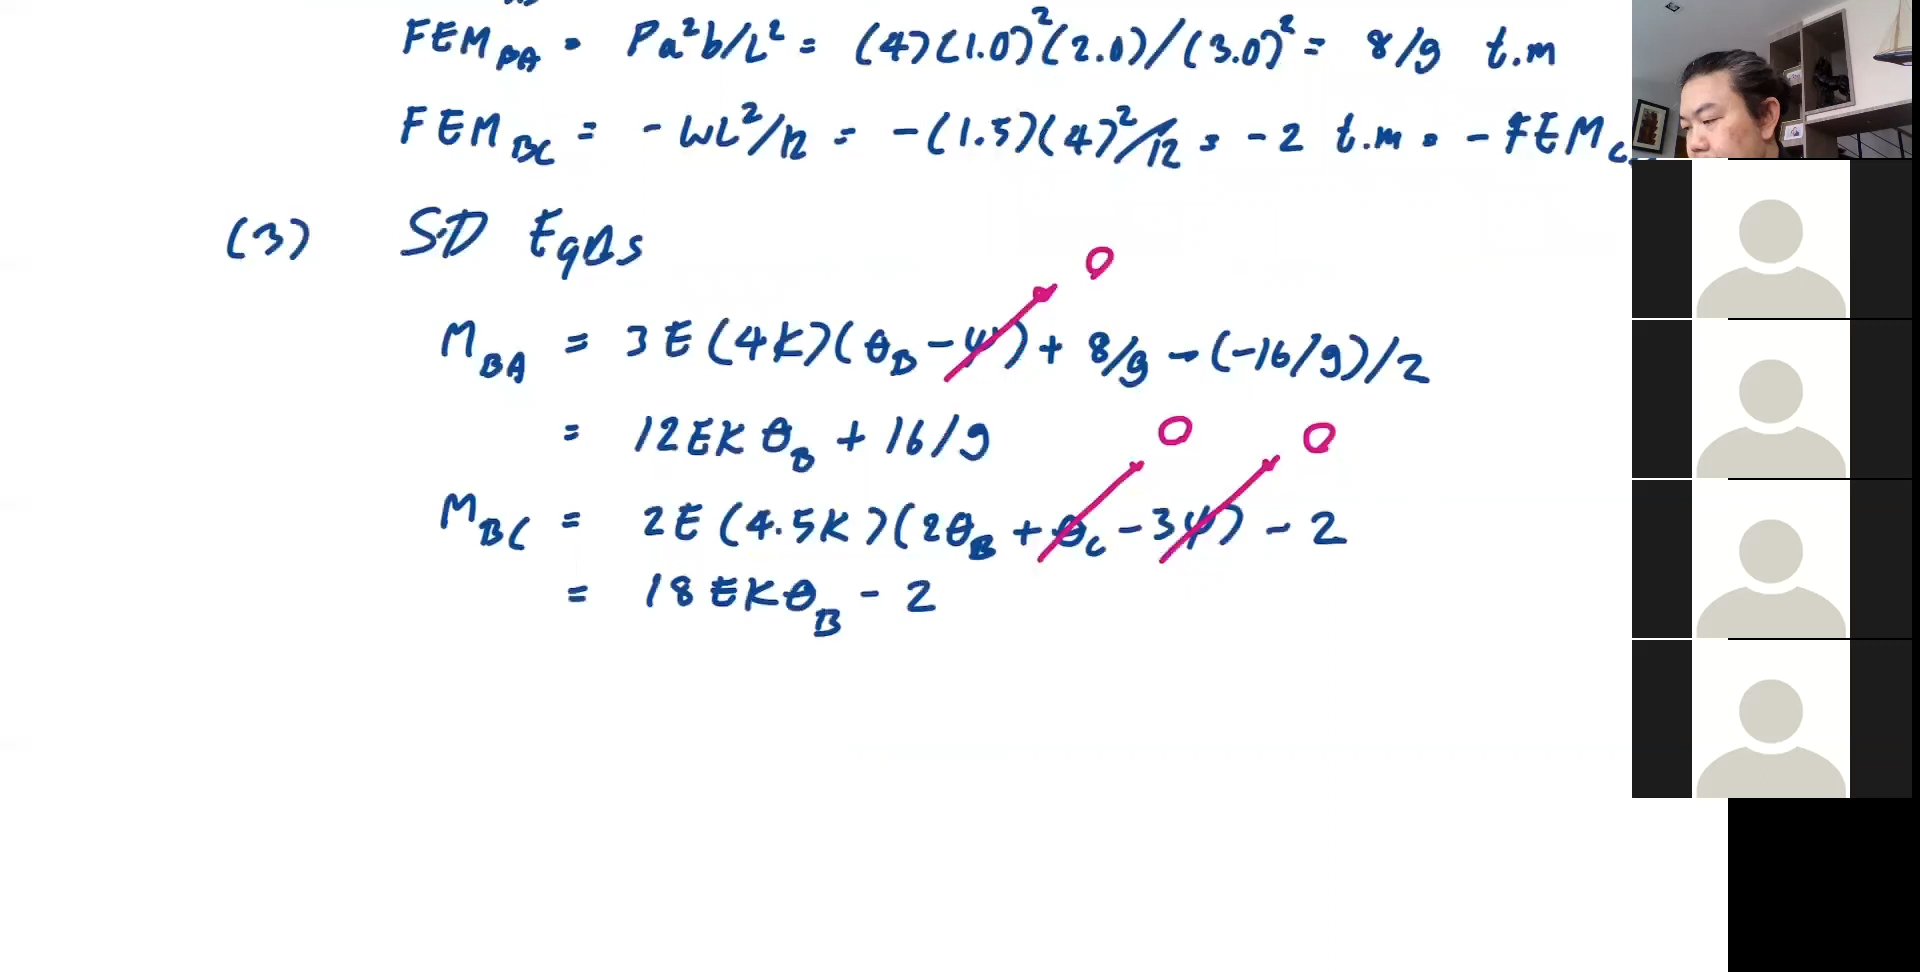 FEM_BA = Pa²b/L² = (4)(1.0)²(2.0)/(3.0)² = 8/9 t.m
FEM_BC = -WL²/12 = -(1.5)(4)²/12 = -2 t.m = -FEM_C
(3) SD Eqns
0
M_BA = 3E(4K)(θ_B - ψ) + 8/9 - (-16/9)/2
= 12EKθ_B + 16/9
0 0
M_BC = 2E(4.5K)(2θ_B + θ_C - 3ψ) - 2
= 18EKθ_B - 2